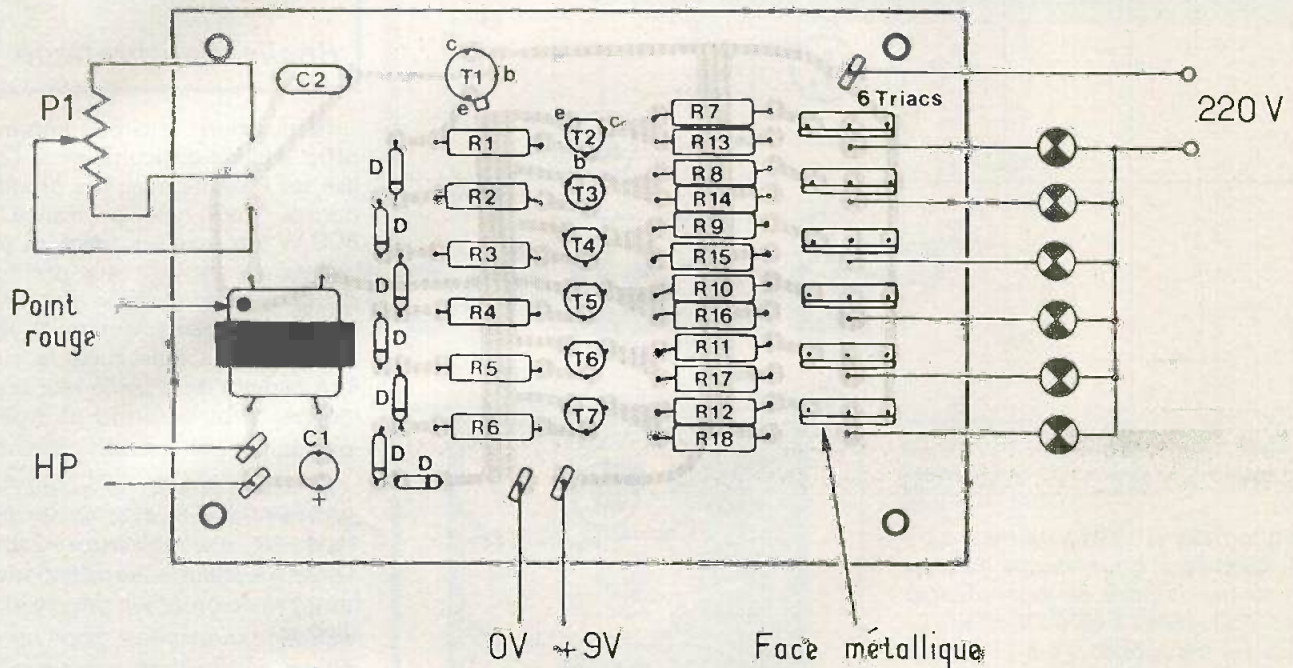 P1
C2
c
T1
b
e
6 Triacs
220 V
R1
e
T2
c
b
R7
R13
D
R2
T3
R8
R14
D
R3
T4
R9
R15
D
R4
T5
R10
R16
Point
rouge
D
R5
T6
R11
R17
D
R6
T7
R12
R18
HP
C1
+
D
D
0V
+9V
Face métallique